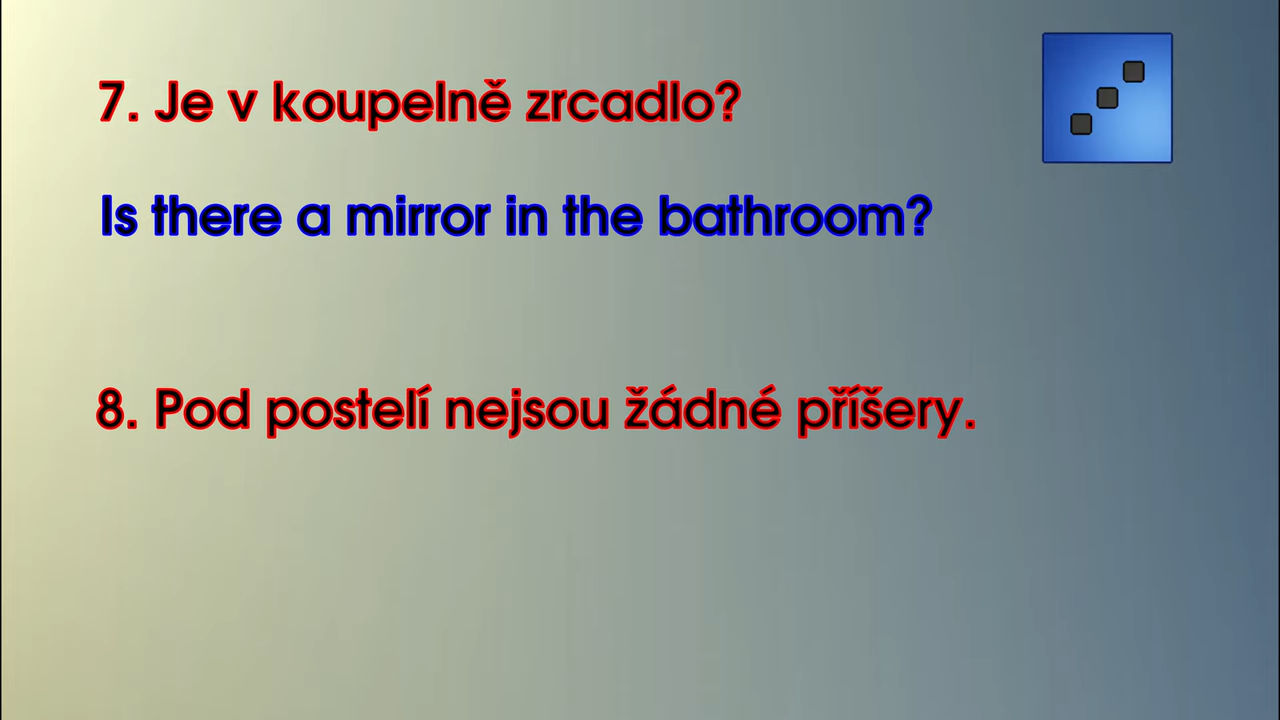 7. Je v koupelně zrcadlo?
Is there a mirror in the bathroom?
8. Pod postelí nejsou žádné příšery.